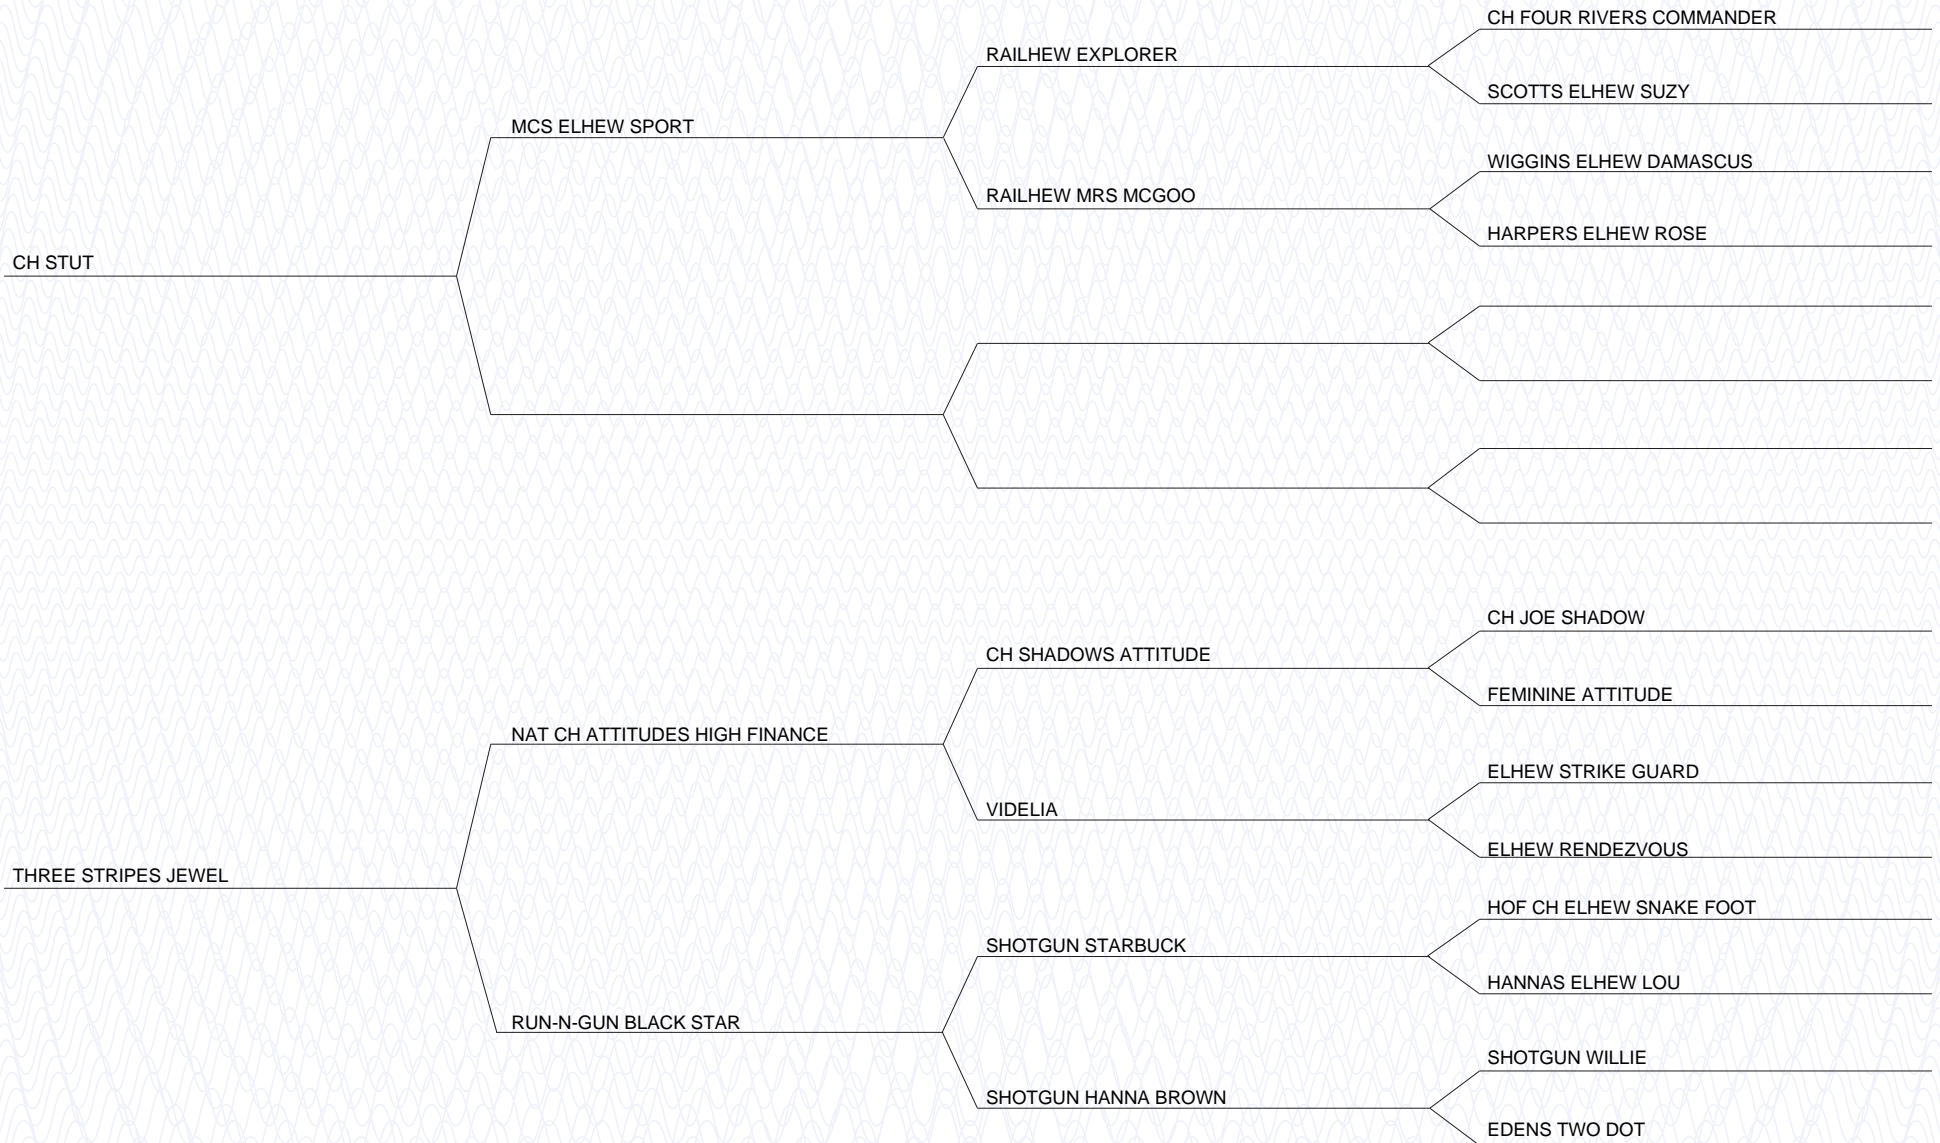 CH FOUR RIVERS COMMANDER
RAILHEW EXPLORER
SCOTTS ELHEW SUZY
MCS ELHEW SPORT
WIGGINS ELHEW DAMASCUS
RAILHEW MRS MCGOO
HARPERS ELHEW ROSE
CH STUT
CH JOE SHADOW
CH SHADOWS ATTITUDE
FEMININE ATTITUDE
NAT CH ATTITUDES HIGH FINANCE
ELHEW STRIKE GUARD
VIDELIA
ELHEW RENDEZVOUS
THREE STRIPES JEWEL
HOF CH ELHEW SNAKE FOOT
SHOTGUN STARBUCK
HANNAS ELHEW LOU
RUN-N-GUN BLACK STAR
SHOTGUN WILLIE
SHOTGUN HANNA BROWN
EDENS TWO DOT